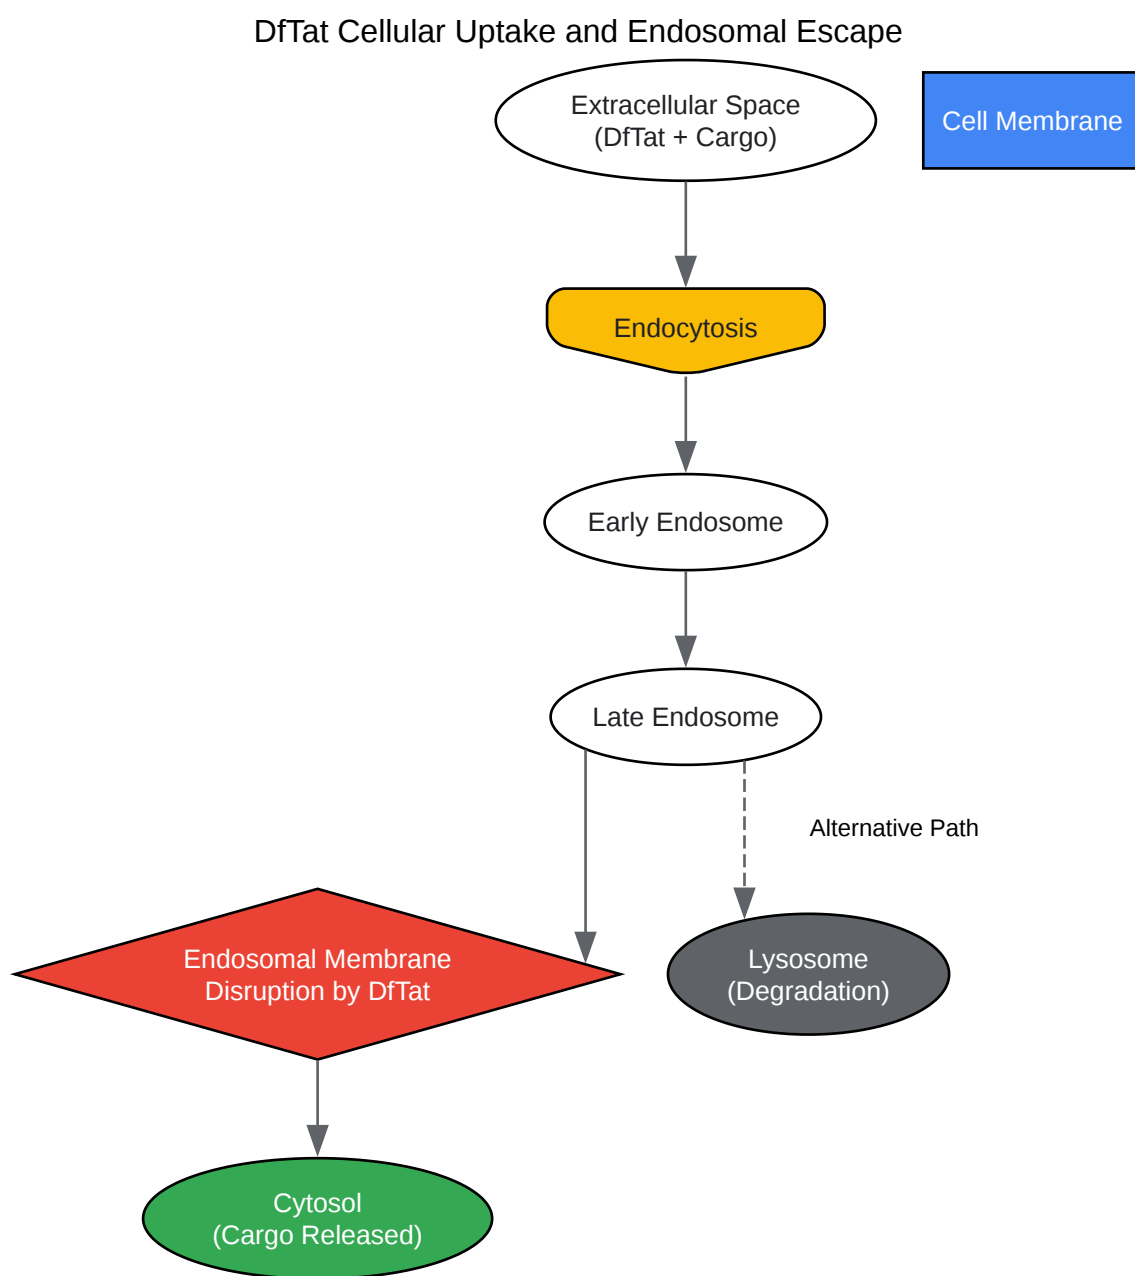 DfTat Cellular Uptake and Endosomal Escape
Extracellular Space
(DfTat + Cargo)
Cell Membrane
Endocytosis
Early Endosome
Late Endosome
Alternative Path
Endosomal Membrane
Disruption by DfTat
Lysosome
(Degradation)
Cytosol
(Cargo Released)